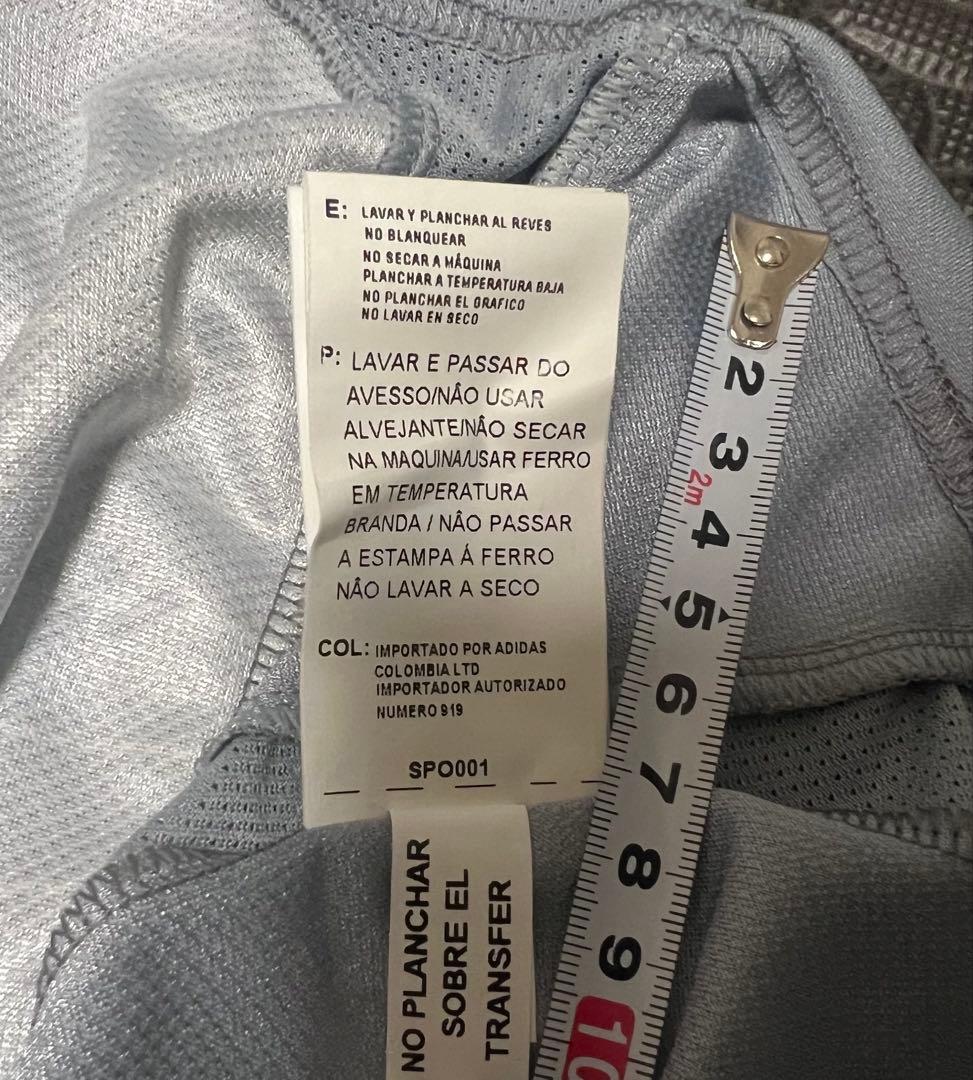 E: LAVAR Y PLANCHAR AL REVES
NO BLANQUEAR
NO SECAR A MÁQUINA
PLANCHAR A TEMPERATURA BAJA
NO PLANCHAR EL GRAFICO
NO LAVAR EN SECO
P: LAVAR E PASSAR DO
AVESSO/NÂO USAR
ALVEJANTE/NÂO SECAR
NA MAQUINA/USAR FERRO
EM TEMPERATURA
BRANDA / NÂO PASSAR
A ESTAMPA Á FERRO
NÂO LAVAR A SECO
COL: IMPORTADO POR ADIDAS
COLOMBIA LTD
IMPORTADOR AUTORIZADO
NUMERO 919
SPO001
NO PLANCHAR
SOBRE EL
TRANSFER
2
3
2m
4
5
6
7
8
9
10